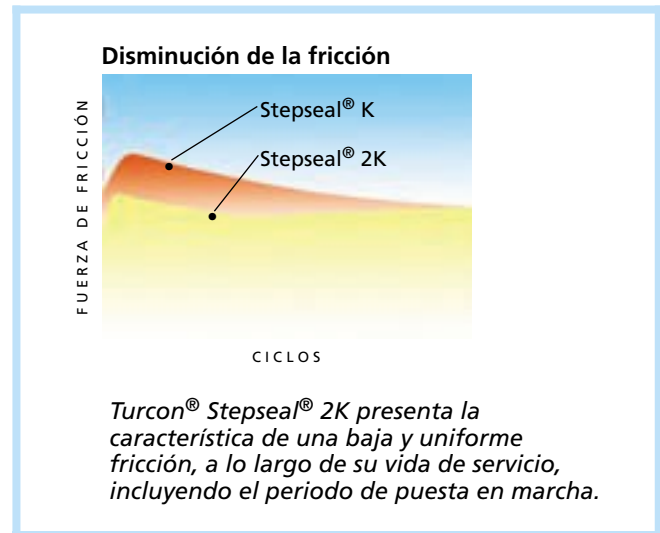 Disminución de la fricción
Stepseal® K
Stepseal® 2K
FUERZA DE FRICCIÓN
CICLOS
Turcon® Stepseal® 2K presenta la
característica de una baja y uniforme
fricción, a lo largo de su vida de servicio,
incluyendo el periodo de puesta en marcha.